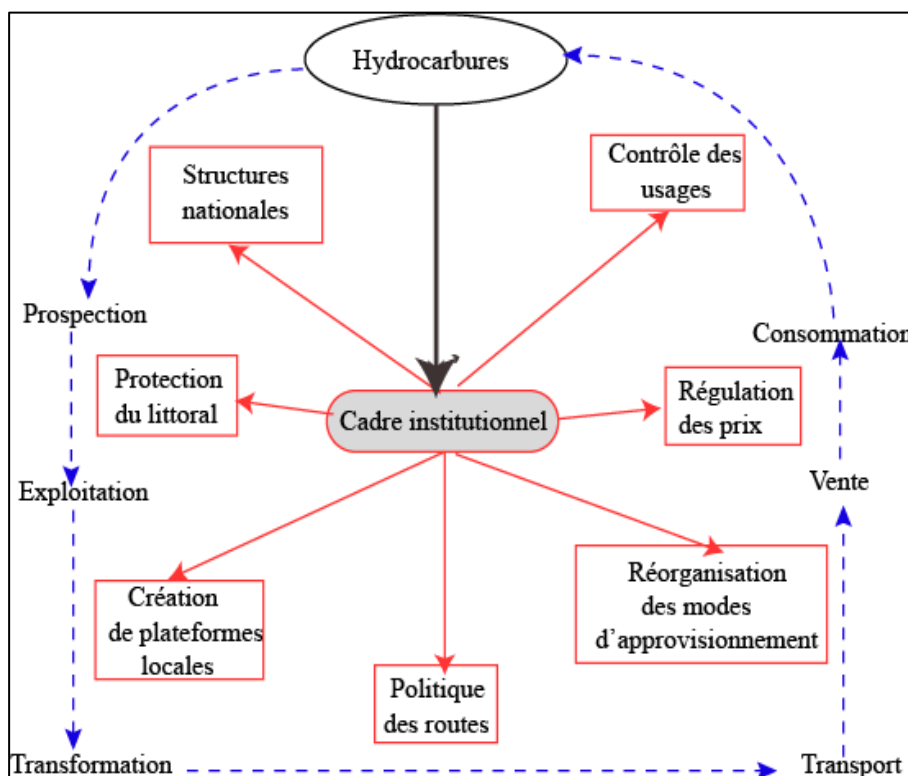 Hydrocarbures
Structures
nationales
Contrôle des
usages
Prospection
Consommation
Protection
du littoral
Cadre institutionnel
Régulation
des prix
Exploitation
Vente
Création
de plateformes
locales
Réorganisation
des modes
d'approvisionnement
Politique
des routes
Transformation
Transport